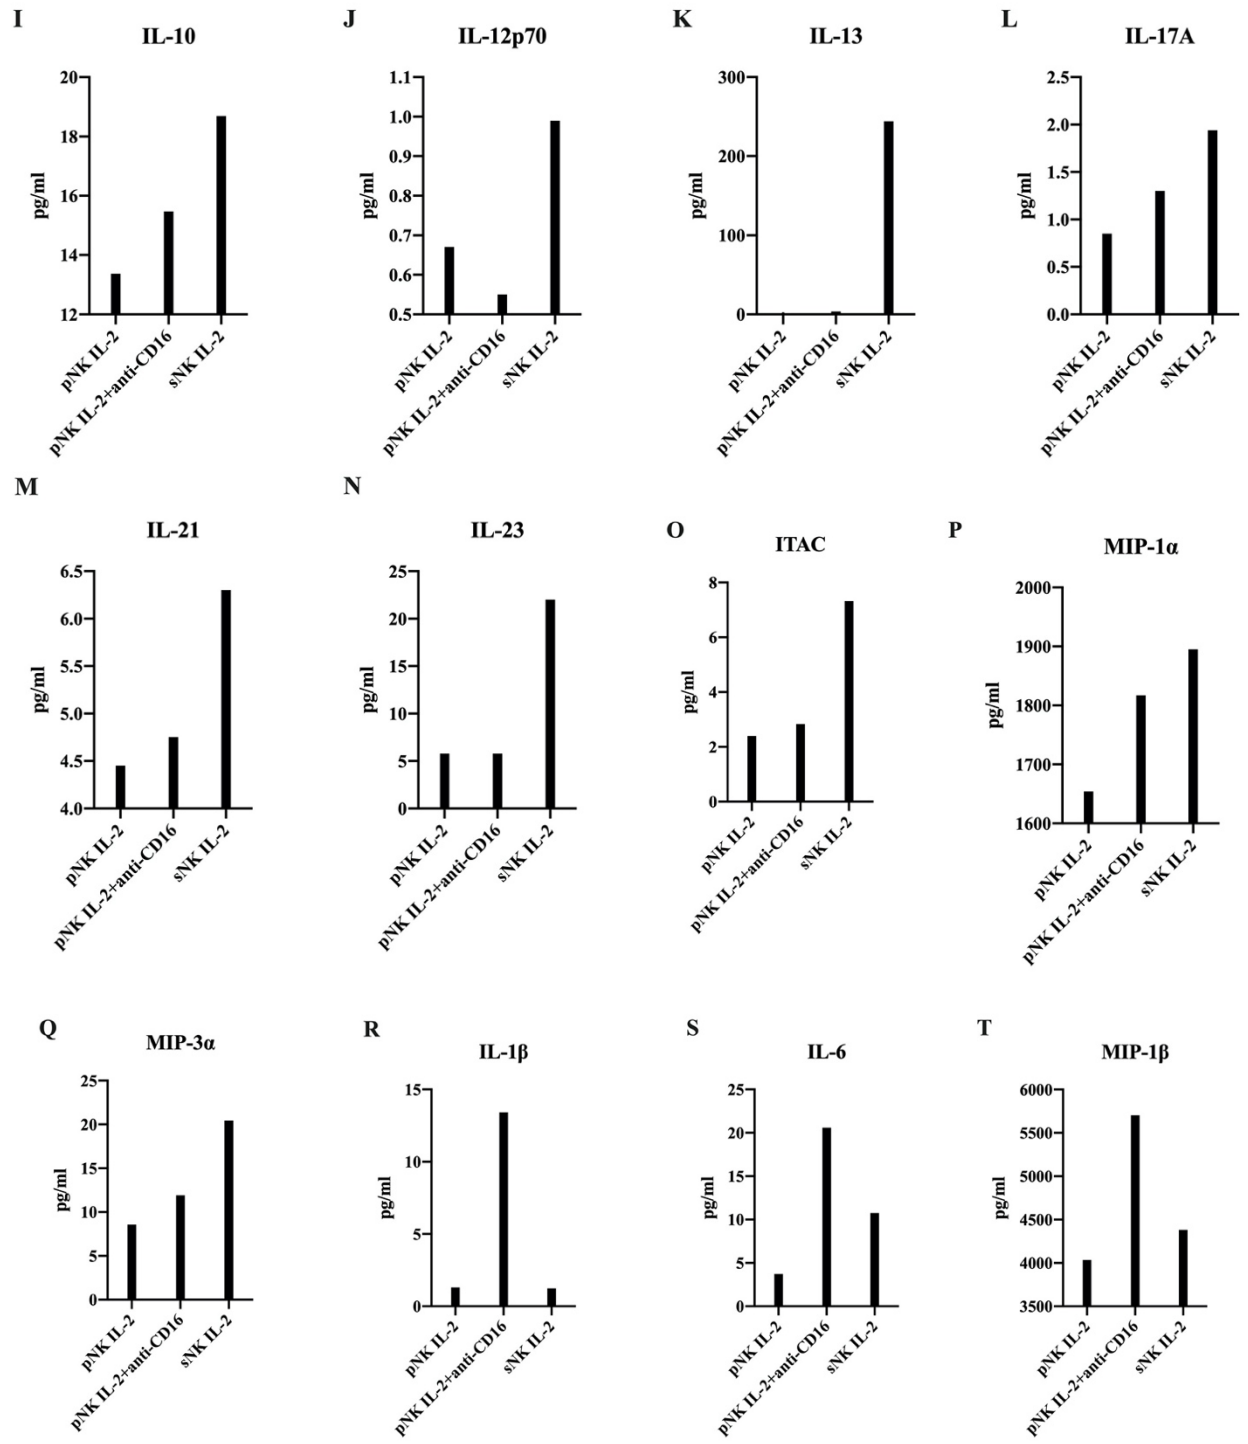 I
IL-10
20
18
16
14
12
pg/ml
pNK IL-2
pNK IL-2+anti-CD16
sNK IL-2
J
IL-12p70
1.1
1.0
0.9
0.8
0.7
0.6
0.5
pg/ml
pNK IL-2
pNK IL-2+anti-CD16
sNK IL-2
K
IL-13
300
200
100
0
pg/ml
pNK IL-2
pNK IL-2+anti-CD16
sNK IL-2
L
IL-17A
2.5
2.0
1.5
1.0
0.5
0.0
pg/ml
pNK IL-2
pNK IL-2+anti-CD16
sNK IL-2
M
IL-21
6.5
6.0
5.5
5.0
4.5
4.0
pg/ml
pNK IL-2
pNK IL-2+anti-CD16
sNK IL-2
N
IL-23
25
20
15
10
5
0
pg/ml
pNK IL-2
pNK IL-2+anti-CD16
sNK IL-2
O
ITAC
8
6
4
2
0
pg/ml
pNK IL-2
pNK IL-2+anti-CD16
sNK IL-2
P
MIP-1α
2000
1900
1800
1700
1600
pg/ml
pNK IL-2
pNK IL-2+anti-CD16
sNK IL-2
Q
MIP-3α
25
20
15
10
5
0
pg/ml
pNK IL-2
pNK IL-2+anti-CD16
sNK IL-2
R
IL-1β
15
10
5
0
pg/ml
pNK IL-2
pNK IL-2+anti-CD16
sNK IL-2
S
IL-6
25
20
15
10
5
0
pg/ml
pNK IL-2
pNK IL-2+anti-CD16
sNK IL-2
T
MIP-1β
6000
5500
5000
4500
4000
3500
pg/ml
pNK IL-2
pNK IL-2+anti-CD16
sNK IL-2